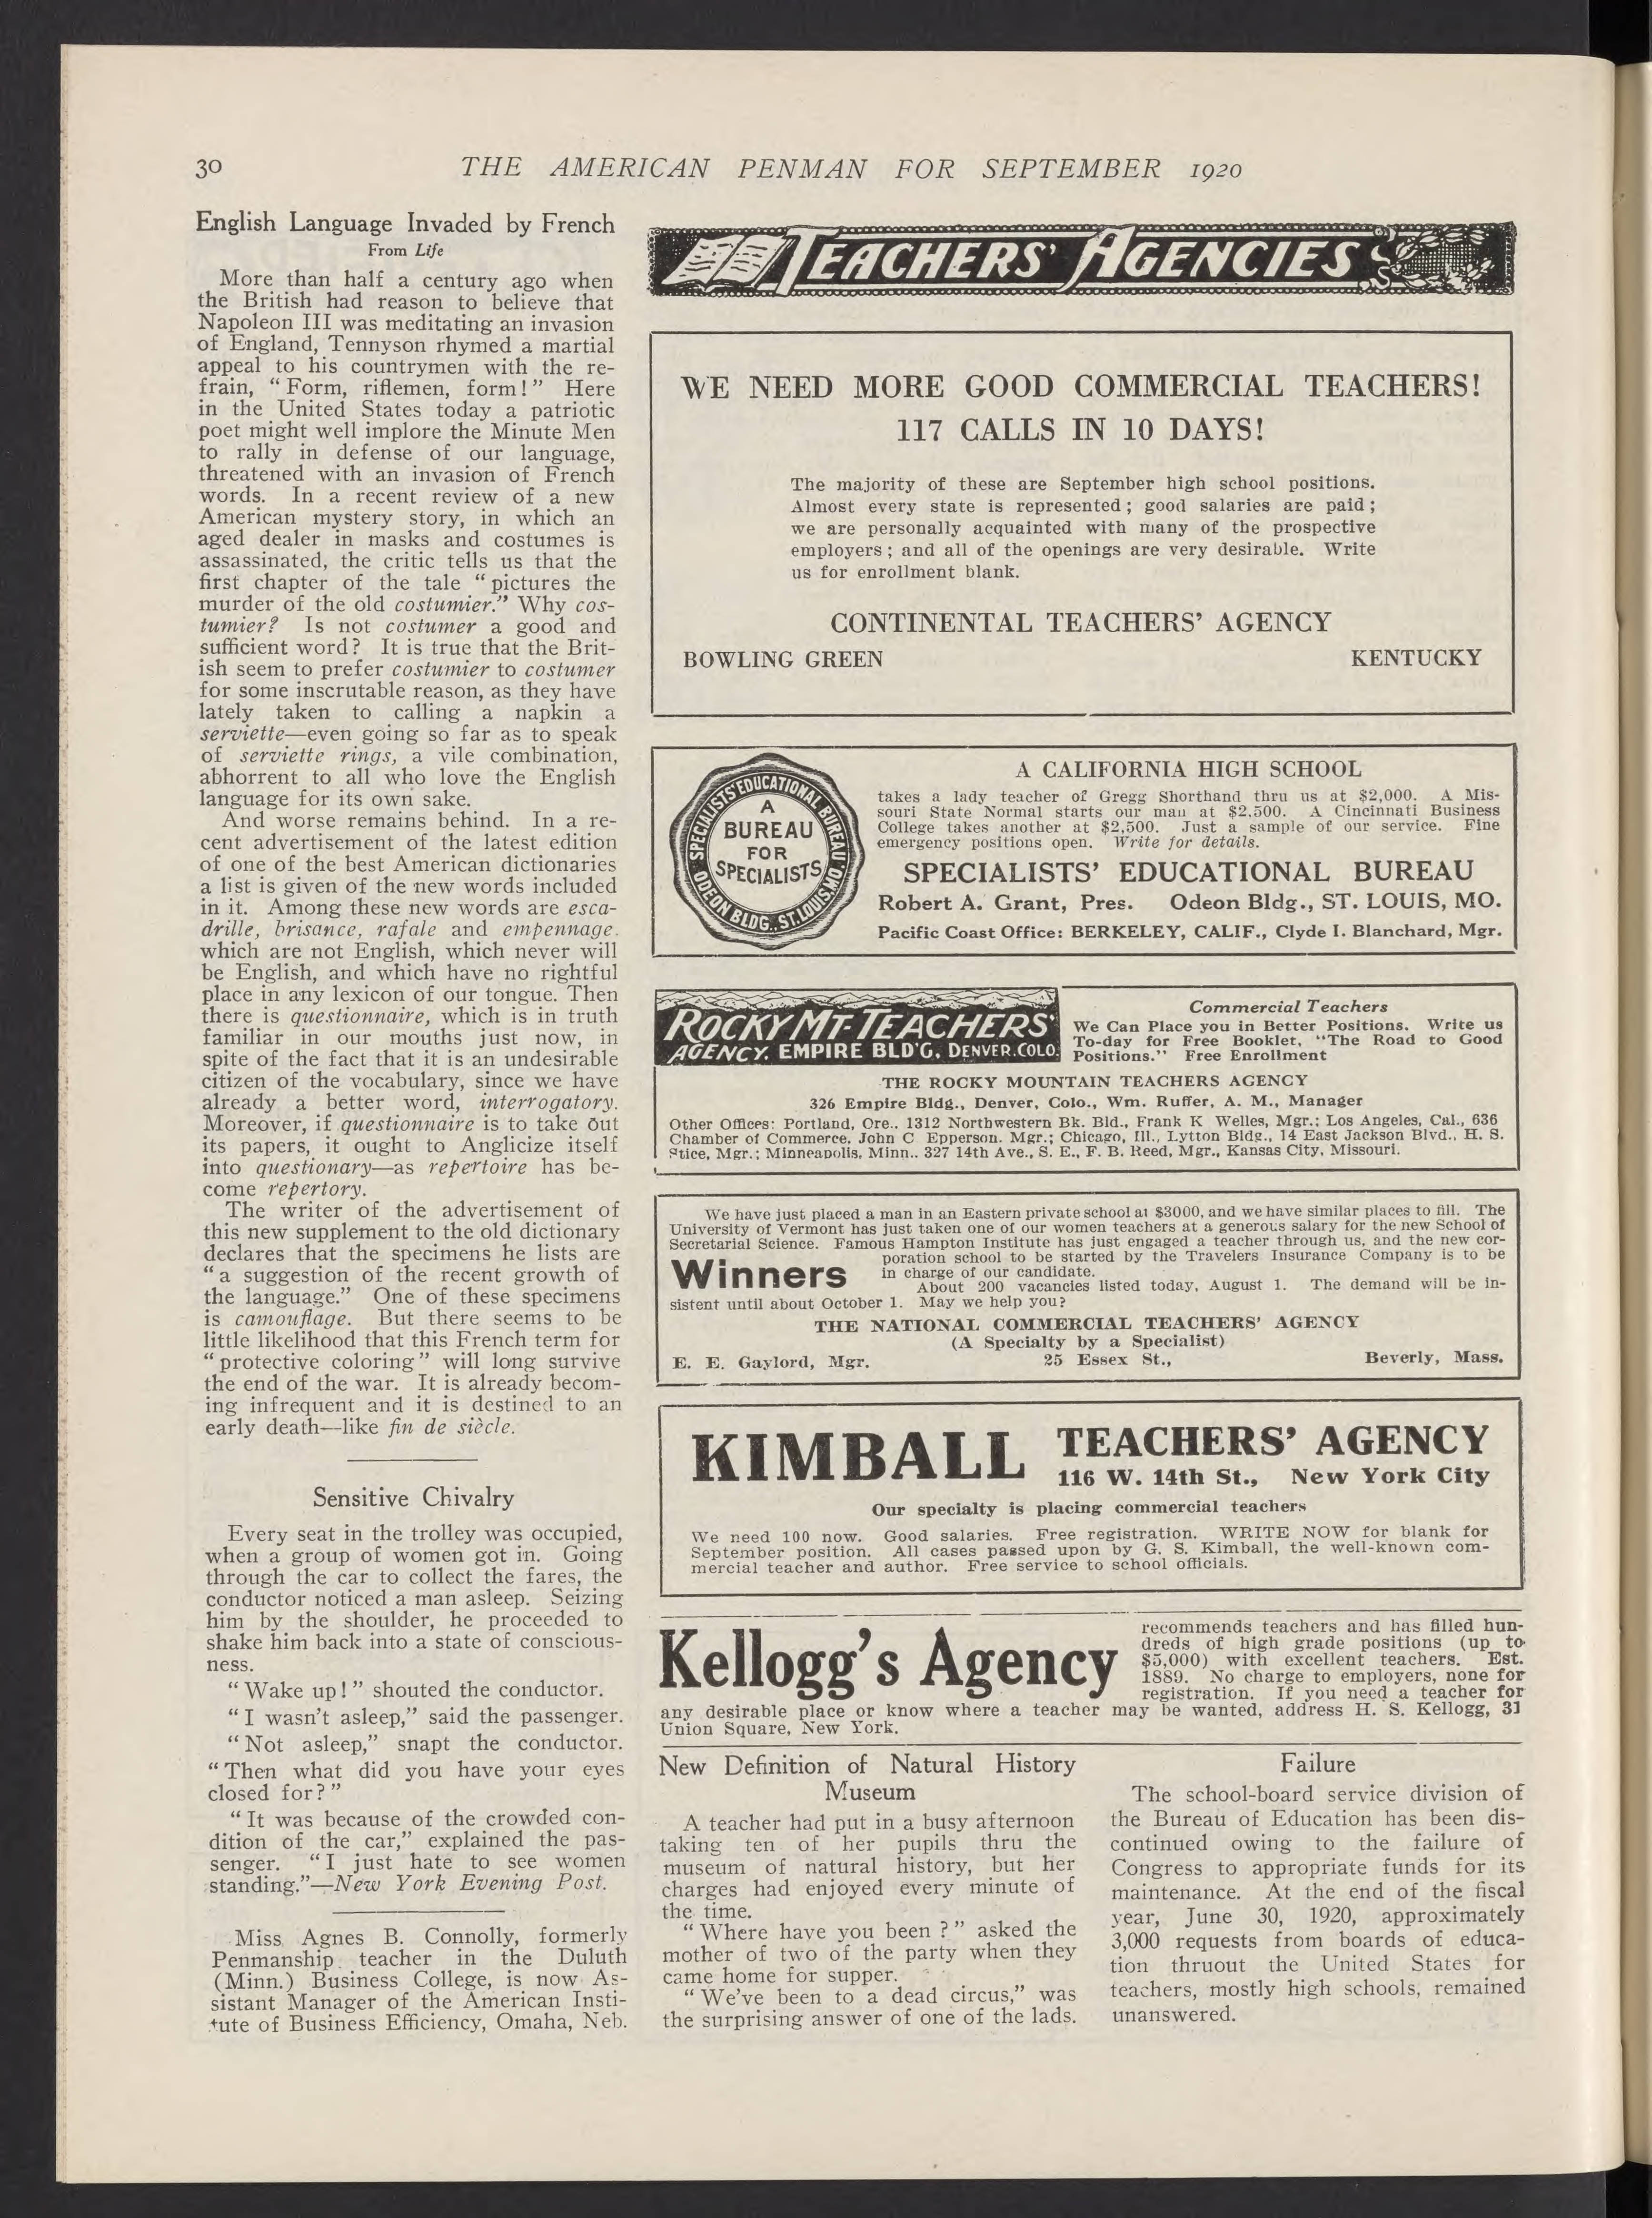 30
THE AMERICAN PENMAN FOR SEPTEMBER 1920
English Language Invaded by French
From Life
More than half a century ago when
the British had reason to believe that
Napoleon III was meditating an invasion
of England, Tennyson rhymed a martial
appeal to his countrymen with the re-
frain, “Form, riflemen, form!” Here
in the United States today a patriotic
poet might well implore the Minute Men
to rally in defense of our language,
threatened with an invasion of French
words. In a recent review of a new
American mystery story, in which an
aged dealer in masks and costumes is
assassinated, the critic tells us that the
first chapter of the tale “pictures the
murder of the old costumier.” Why cos-
tumier? Is not costumer a good and
sufficient word? It is true that the Brit-
ish seem to prefer costumier to costumer
for some inscrutable reason, as they have
lately taken to calling a napkin a
serviette—even going so far as to speak
of serviette rings, a vile combination,
abhorrent to all who love the English
language for its own sake.
And worse remains behind. In a re-
cent advertisement of the latest edition
of one of the best American dictionaries
a list is given of the new words included
in it. Among these new words are esca-
drille, brisance, rafale and empennage,
which are not English, which never will
be English, and which have no rightful
place in any lexicon of our tongue. Then
there is questionnaire, which is in truth
familiar in our mouths just now, in
spite of the fact that it is an undesirable
citizen of the vocabulary, since we have
already a better word, interrogatory.
Moreover, if questionnaire is to take out
its papers, it ought to Anglicize itself
into questionary—as repertoire has be-
come repertory.
The writer of the advertisement of
this new supplement to the old dictionary
declares that the specimens he lists are
“a suggestion of the recent growth of
the language.” One of these specimens
is camouflage. But there seems to be
little likelihood that this French term for
“protective coloring” will long survive
the end of the war. It is already becom-
ing infrequent and it is destined to an
early death—like fin de siècle.
Sensitive Chivalry
Every seat in the trolley was occupied,
when a group of women got in. Going
through the car to collect the fares, the
conductor noticed a man asleep. Seizing
him by the shoulder, he proceeded to
shake him back into a state of conscious-
ness.
“Wake up!” shouted the conductor.
“I wasn't asleep,” said the passenger.
“Not asleep,” snapt the conductor.
“Then what did you have your eyes
closed for?”
“It was because of the crowded con-
dition of the car,” explained the pas-
senger. “I just hate to see women
standing.”—New York Evening Post.
Miss Agnes B. Connolly, formerly
Penmanship teacher in the Duluth
(Minn.) Business College, is now As-
sistant Manager of the American Insti-
tute of Business Efficiency, Omaha, Neb.
TEACHERS' AGENCIES
WE NEED MORE GOOD COMMERCIAL TEACHERS!
117 CALLS IN 10 DAYS!
The majority of these are September high school positions.
Almost every state is represented; good salaries are paid;
we are personally acquainted with many of the prospective
employers; and all of the openings are very desirable. Write
us for enrollment blank.
CONTINENTAL TEACHERS' AGENCY
BOWLING GREEN KENTUCKY
SPECIALISTS' EDUCATIONAL BUREAU
ODEON BLDG., ST. LOUIS, MO.
A
BUREAU
FOR
SPECIALISTS
A CALIFORNIA HIGH SCHOOL
takes a lady teacher of Gregg Shorthand thru us at $2,000. A Mis-
souri State Normal starts our man at $2,500. A Cincinnati Business
College takes another at $2,500. Just a sample of our service. Fine
emergency positions open. Write for details.
SPECIALISTS' EDUCATIONAL BUREAU
Robert A. Grant, Pres. Odeon Bldg., ST. LOUIS, MO.
Pacific Coast Office: BERKELEY, CALIF., Clyde I. Blanchard, Mgr.
ROCKY MT. TEACHERS'
AGENCY. EMPIRE BLD'G, DENVER. COLO.
Commercial Teachers
We Can Place you in Better Positions. Write us
To-day for Free Booklet, “The Road to Good
Positions.” Free Enrollment
THE ROCKY MOUNTAIN TEACHERS AGENCY
326 Empire Bldg., Denver, Colo., Wm. Ruffer, A. M., Manager
Other Offices: Portland, Ore., 1312 Northwestern Bk. Bld., Frank K Welles, Mgr.; Los Angeles, Cal., 636
Chamber of Commerce, John C Epperson. Mgr.; Chicago, Ill., Lytton Bldg., 14 East Jackson Blvd., H. S.
Stice, Mgr.; Minneapolis, Minn.. 327 14th Ave., S. E., F. B. Reed, Mgr., Kansas City, Missouri.
We have just placed a man in an Eastern private school at $3000, and we have similar places to fill. The
University of Vermont has just taken one of our women teachers at a generous salary for the new School of
Secretarial Science. Famous Hampton Institute has just engaged a teacher through us, and the new cor-
poration school to be started by the Travelers Insurance Company is to be
Winners in charge of our candidate.
About 200 vacancies listed today, August 1. The demand will be in-
sistent until about October 1. May we help you?
THE NATIONAL COMMERCIAL TEACHERS' AGENCY
(A Specialty by a Specialist)
E. E. Gaylord, Mgr. 25 Essex St., Beverly, Mass.
KIMBALL TEACHERS' AGENCY
116 W. 14th St., New York City
Our specialty is placing commercial teachers
We need 100 now. Good salaries. Free registration. WRITE NOW for blank for
September position. All cases passed upon by G. S. Kimball, the well-known com-
mercial teacher and author. Free service to school officials.
Kellogg's Agency
recommends teachers and has filled hun-
dreds of high grade positions (up to
$5,000) with excellent teachers. Est.
1889. No charge to employers, none for
registration. If you need a teacher for
any desirable place or know where a teacher may be wanted, address H. S. Kellogg, 31
Union Square, New York.
New Definition of Natural History
Museum
A teacher had put in a busy afternoon
taking ten of her pupils thru the
museum of natural history, but her
charges had enjoyed every minute of
the time.
“Where have you been?” asked the
mother of two of the party when they
came home for supper.
“We've been to a dead circus,” was
the surprising answer of one of the lads.
Failure
The school-board service division of
the Bureau of Education has been dis-
continued owing to the failure of
Congress to appropriate funds for its
maintenance. At the end of the fiscal
year, June 30, 1920, approximately
3,000 requests from boards of educa-
tion thruout the United States for
teachers, mostly high schools, remained
unanswered.